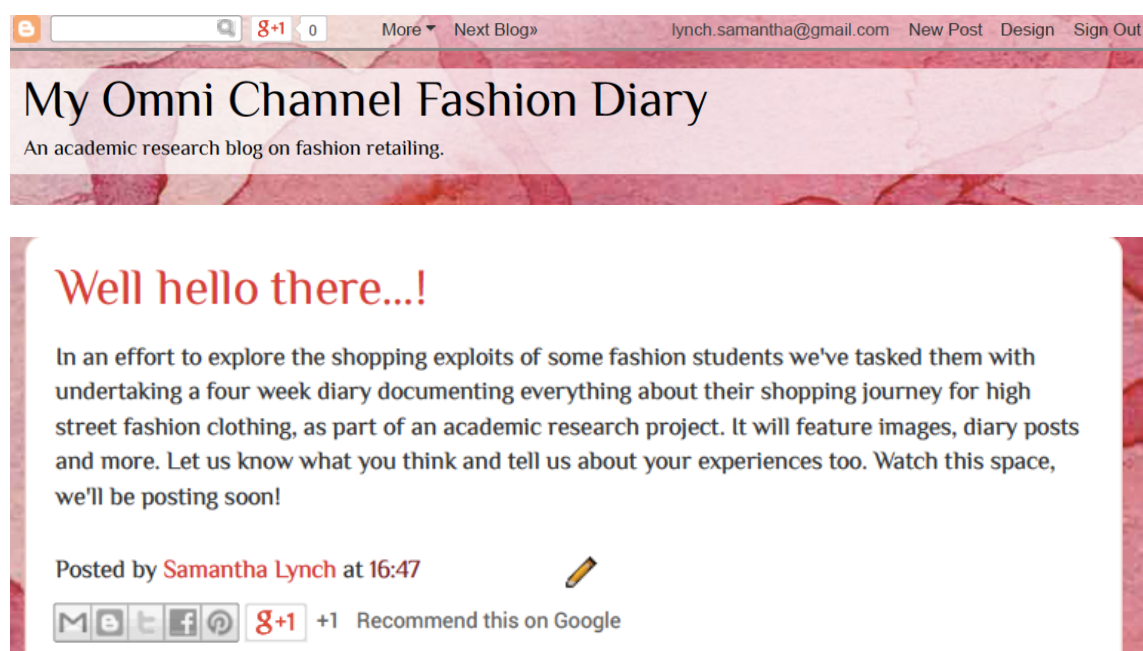 g+1 0 More Next Blog» lynch.samantha@gmail.com New Post Design Sign Out
My Omni Channel Fashion Diary
An academic research blog on fashion retailing.
Well hello there...!
In an effort to explore the shopping exploits of some fashion students we've tasked them with
undertaking a four week diary documenting everything about their shopping journey for high
street fashion clothing, as part of an academic research project. It will feature images, diary posts
and more. Let us know what you think and tell us about your experiences too. Watch this space,
we'll be posting soon!
Posted by Samantha Lynch at 16:47
g+1 +1 Recommend this on Google